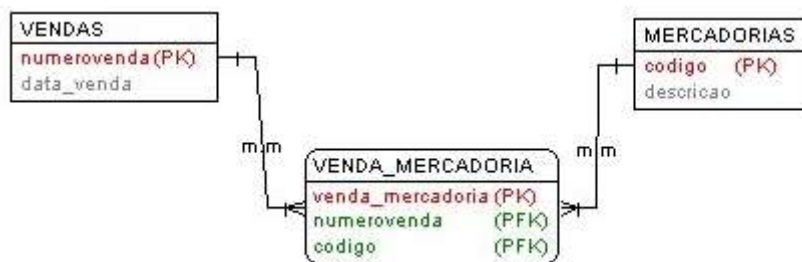 VENDAS
numerovenda (PK)
data_venda
MERCADORIAS
codigo (PK)
descricao
m m
m m
VENDA_MERCADORIA
venda_mercadoria (PK)
numerovenda (PFK)
codigo (PFK)